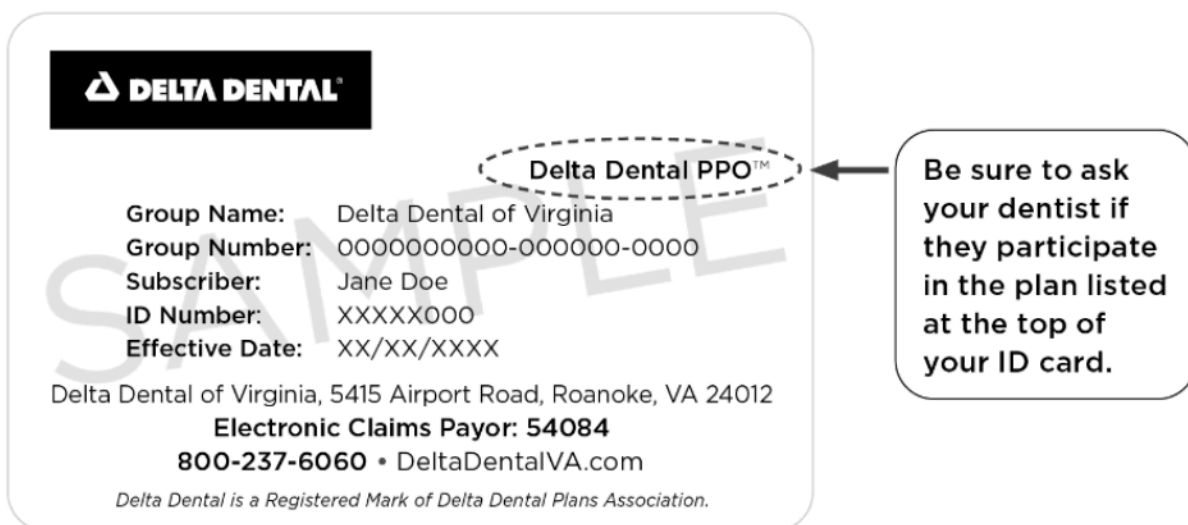 DELTA DENTAL®
Delta Dental PPO™
Group Name: Delta Dental of Virginia
Group Number: 0000000000-000000-0000
Subscriber: Jane Doe
ID Number: XXXXX000
Effective Date: XX/XX/XXXX
SAMPLE
Delta Dental of Virginia, 5415 Airport Road, Roanoke, VA 24012
Electronic Claims Payor: 54084
800-237-6060 • DeltaDentalVA.com
Delta Dental is a Registered Mark of Delta Dental Plans Association.
Be sure to ask
your dentist if
they participate
in the plan listed
at the top of
your ID card.